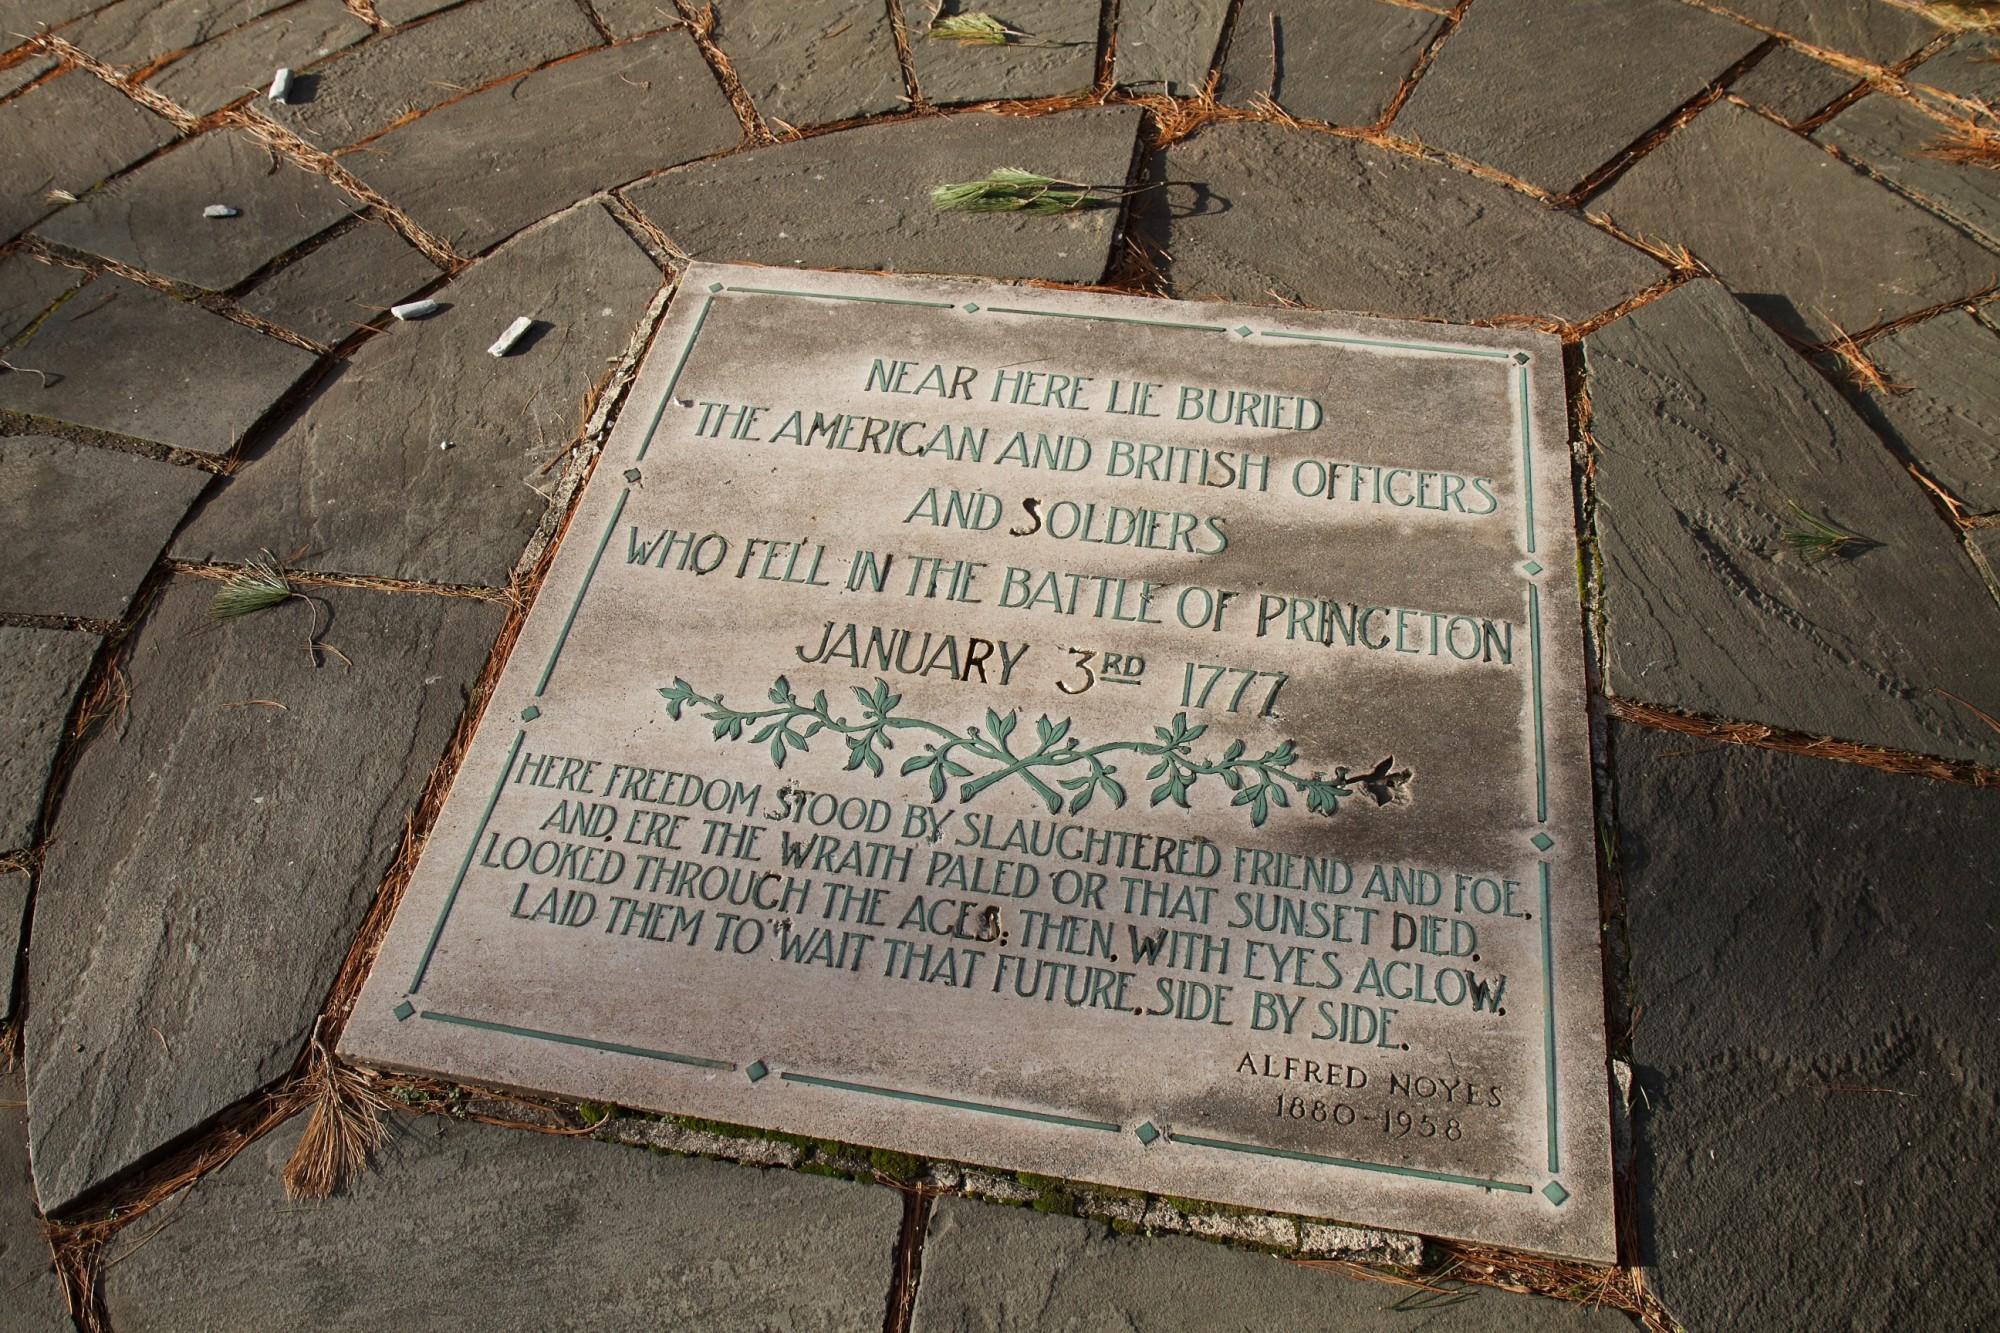 NEAR HERE LIE BURIED
THE AMERICAN AND BRITISH OFFICERS
AND SOLDIERS
WHO FELL IN THE BATTLE OF PRINCETON
JANUARY 3RD 1777
HERE FREEDOM STOOD BY SLAUGHTERED FRIEND AND FOE,
AND, ERE THE WRATH PALED OR THAT SUNSET DIED,
LOOKED THROUGH THE AGES; THEN, WITH EYES AGLOW,
LAID THEM TO WAIT THAT FUTURE, SIDE BY SIDE.
ALFRED NOYES
1880-1958